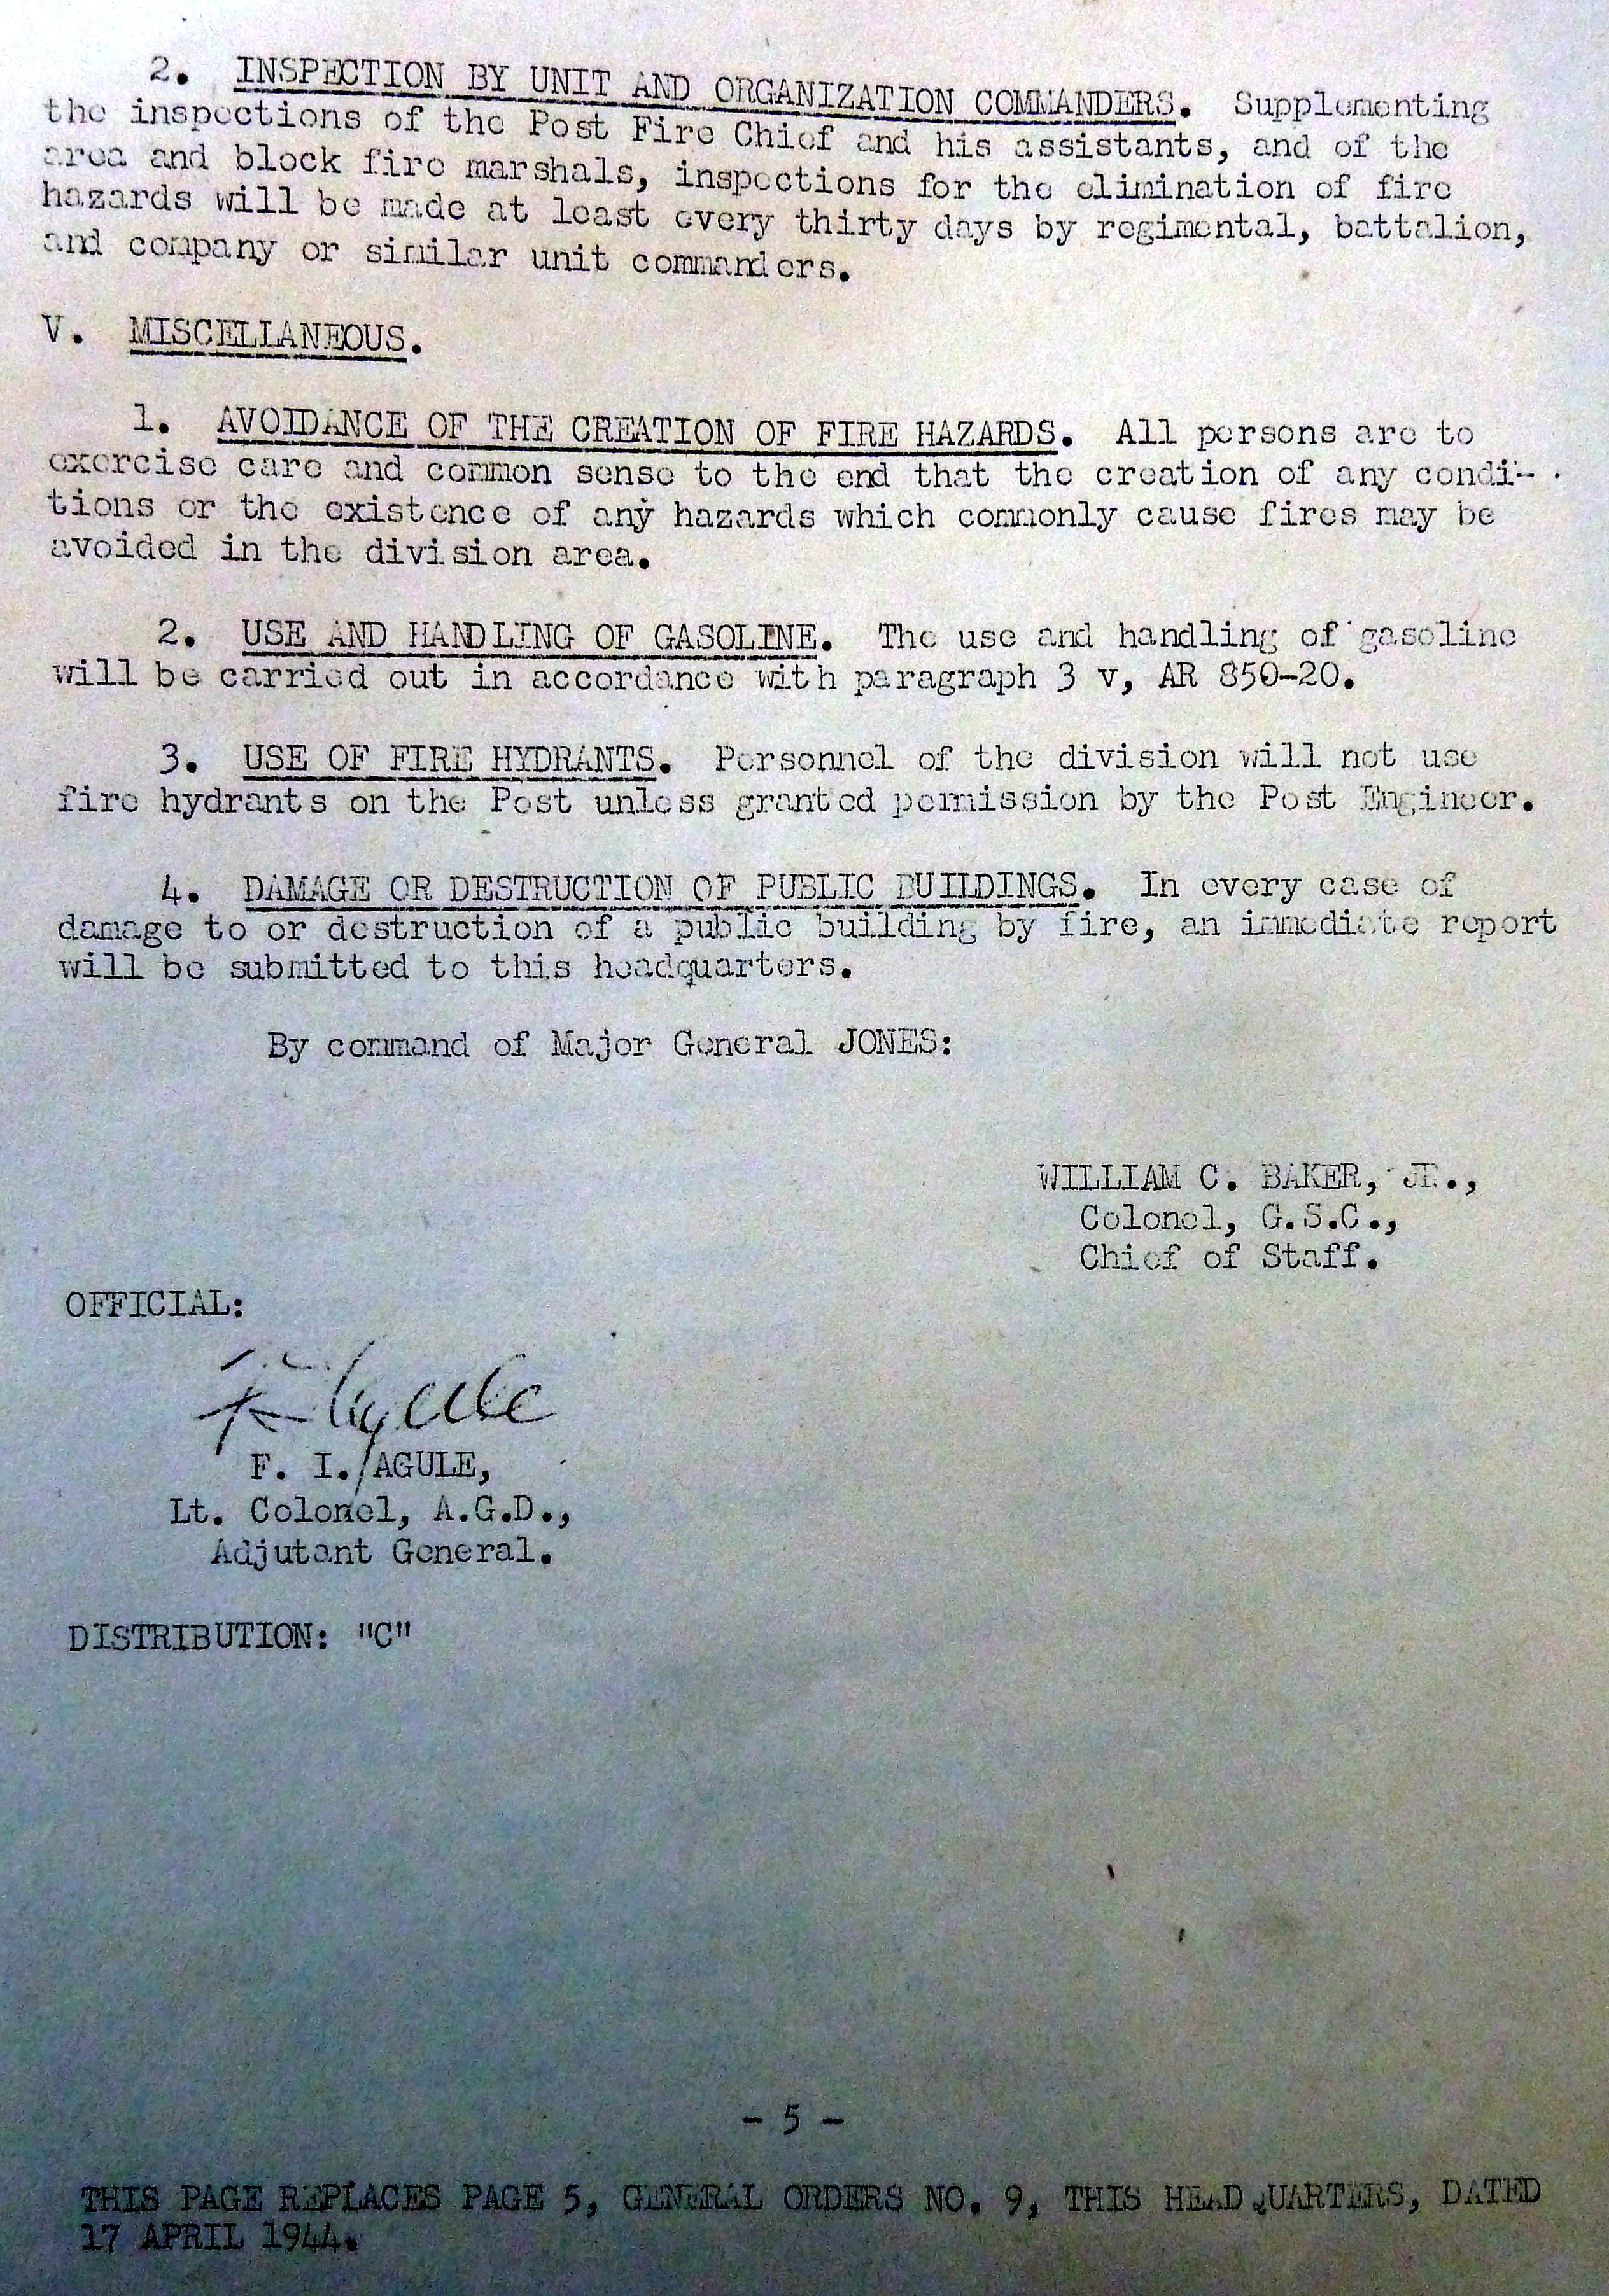 2. INSPECTION BY UNIT AND ORGANIZATION COMMANDERS. Supplementing
the inspections of the Post Fire Chief and his assistants, and of the
area and block fire marshals, inspections for the elimination of fire
hazards will be made at least every thirty days by regimental, battalion,
and company or similar unit commanders.
V. MISCELLANEOUS.
1. AVOIDANCE OF THE CREATION OF FIRE HAZARDS. All persons are to
exercise care and common sense to the end that the creation of any condi-
tions or the existence of any hazards which commonly cause fires may be
avoided in the division area.
2. USE AND HANDLING OF GASOLINE. The use and handling of gasoline
will be carried out in accordance with paragraph 3 v, AR 850-20.
3. USE OF FIRE HYDRANTS. Personnel of the division will not use
fire hydrants on the Post unless granted permission by the Post Engineer.
4. DAMAGE OR DESTRUCTION OF PUBLIC BUILDINGS. In every case of
damage to or destruction of a public building by fire, an immediate report
will be submitted to this headquarters.
By command of Major General JONES:
WILLIAM C. BAKER, JR.,
Colonel, G.S.C.,
Chief of Staff.
OFFICIAL:
F. I. Agule
F. I. AGULE,
Lt. Colonel, A.G.D.,
Adjutant General.
DISTRIBUTION: "C"
- 5 -
THIS PAGE REPLACES PAGE 5, GENERAL ORDERS NO. 9, THIS HEADQUARTERS, DATED
17 APRIL 1944.